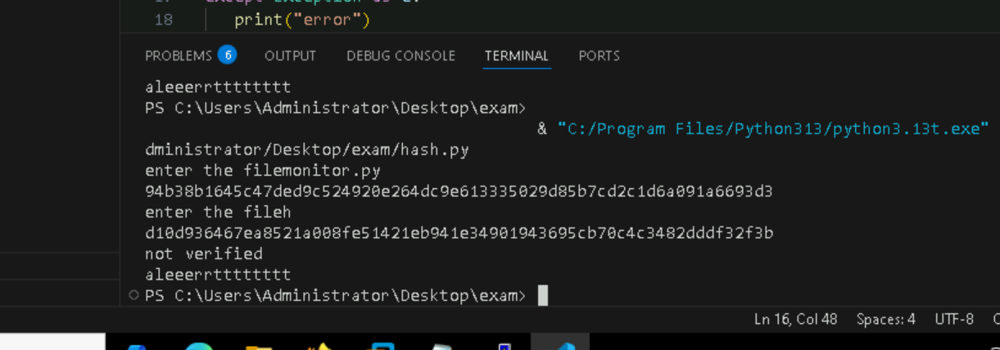 18 print("error")
PROBLEMS 6 OUTPUT DEBUG CONSOLE TERMINAL PORTS
aleeerrttttttttt
PS C:\Users\Administrator\Desktop\exam>
& "C:/Program Files/Python313/python3.13t.exe"
dministrator/Desktop/exam/hash.py
enter the filemonitor.py
94b38b1645c47ded9c524920e264dc9e613335029d85b7cd2c1d6a091a6693d3
enter the fileh
d10d936467ea8521a008fe51421eb941e34901943695cb70c4c3482dddf32f3b
not verified
aleeerrttttttttt
PS C:\Users\Administrator\Desktop\exam>
Ln 16, Col 48 Spaces: 4 UTF-8